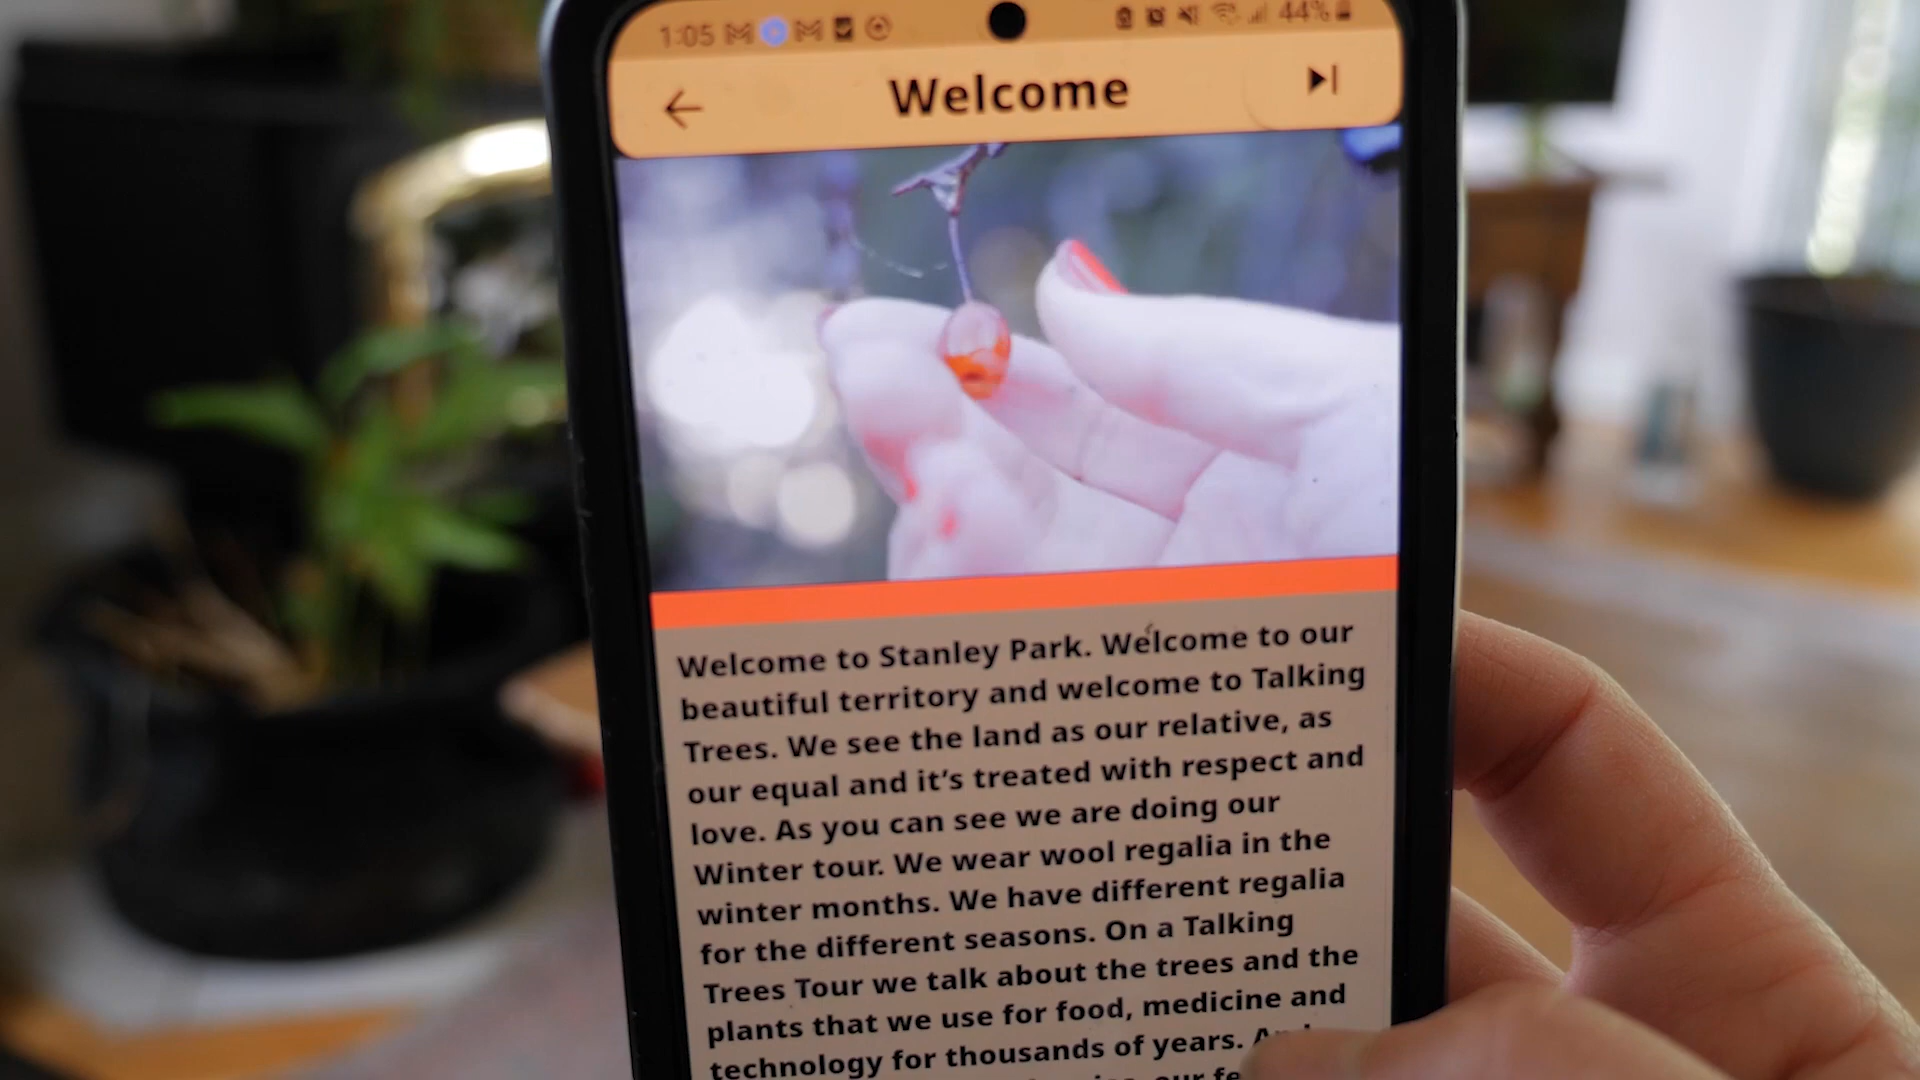 1:05 44%
Welcome
Welcome to Stanley Park. Welcome to our
beautiful territory and welcome to Talking
Trees. We see the land as our relative, as
our equal and it’s treated with respect and
love. As you can see we are doing our
Winter tour. We wear wool regalia in the
winter months. We have different regalia
for the different seasons. On a Talking
Trees Tour we talk about the trees and the
plants that we use for food, medicine and
technology for thousands of years.
our